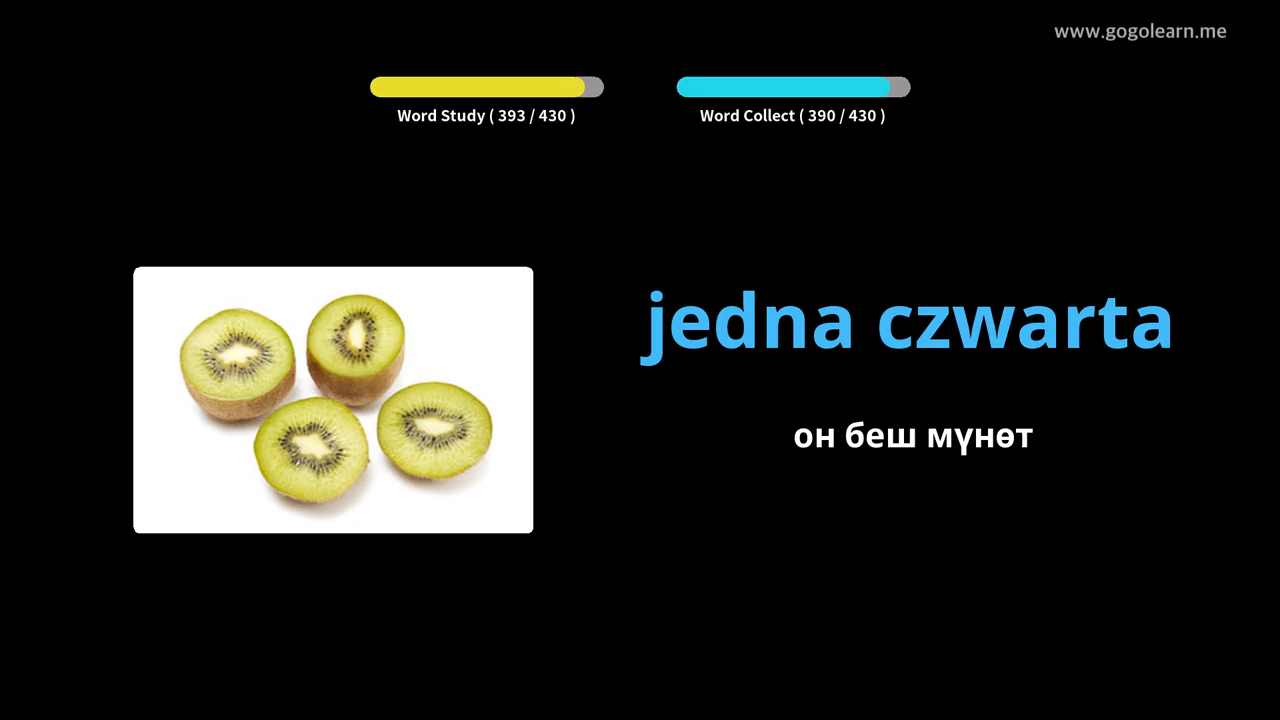 www.gogolearn.me
Word Study ( 393 / 430 )
Word Collect ( 390 / 430 )
jedna czwarta
он беш мүнөт